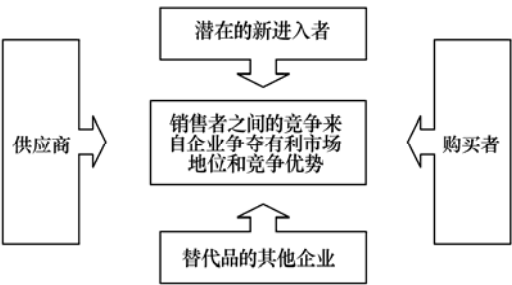 潜在的新进入者
供应商
销售者之间的竞争来
自企业争夺有利市场
地位和竞争优势
购买者
替代品的其他企业